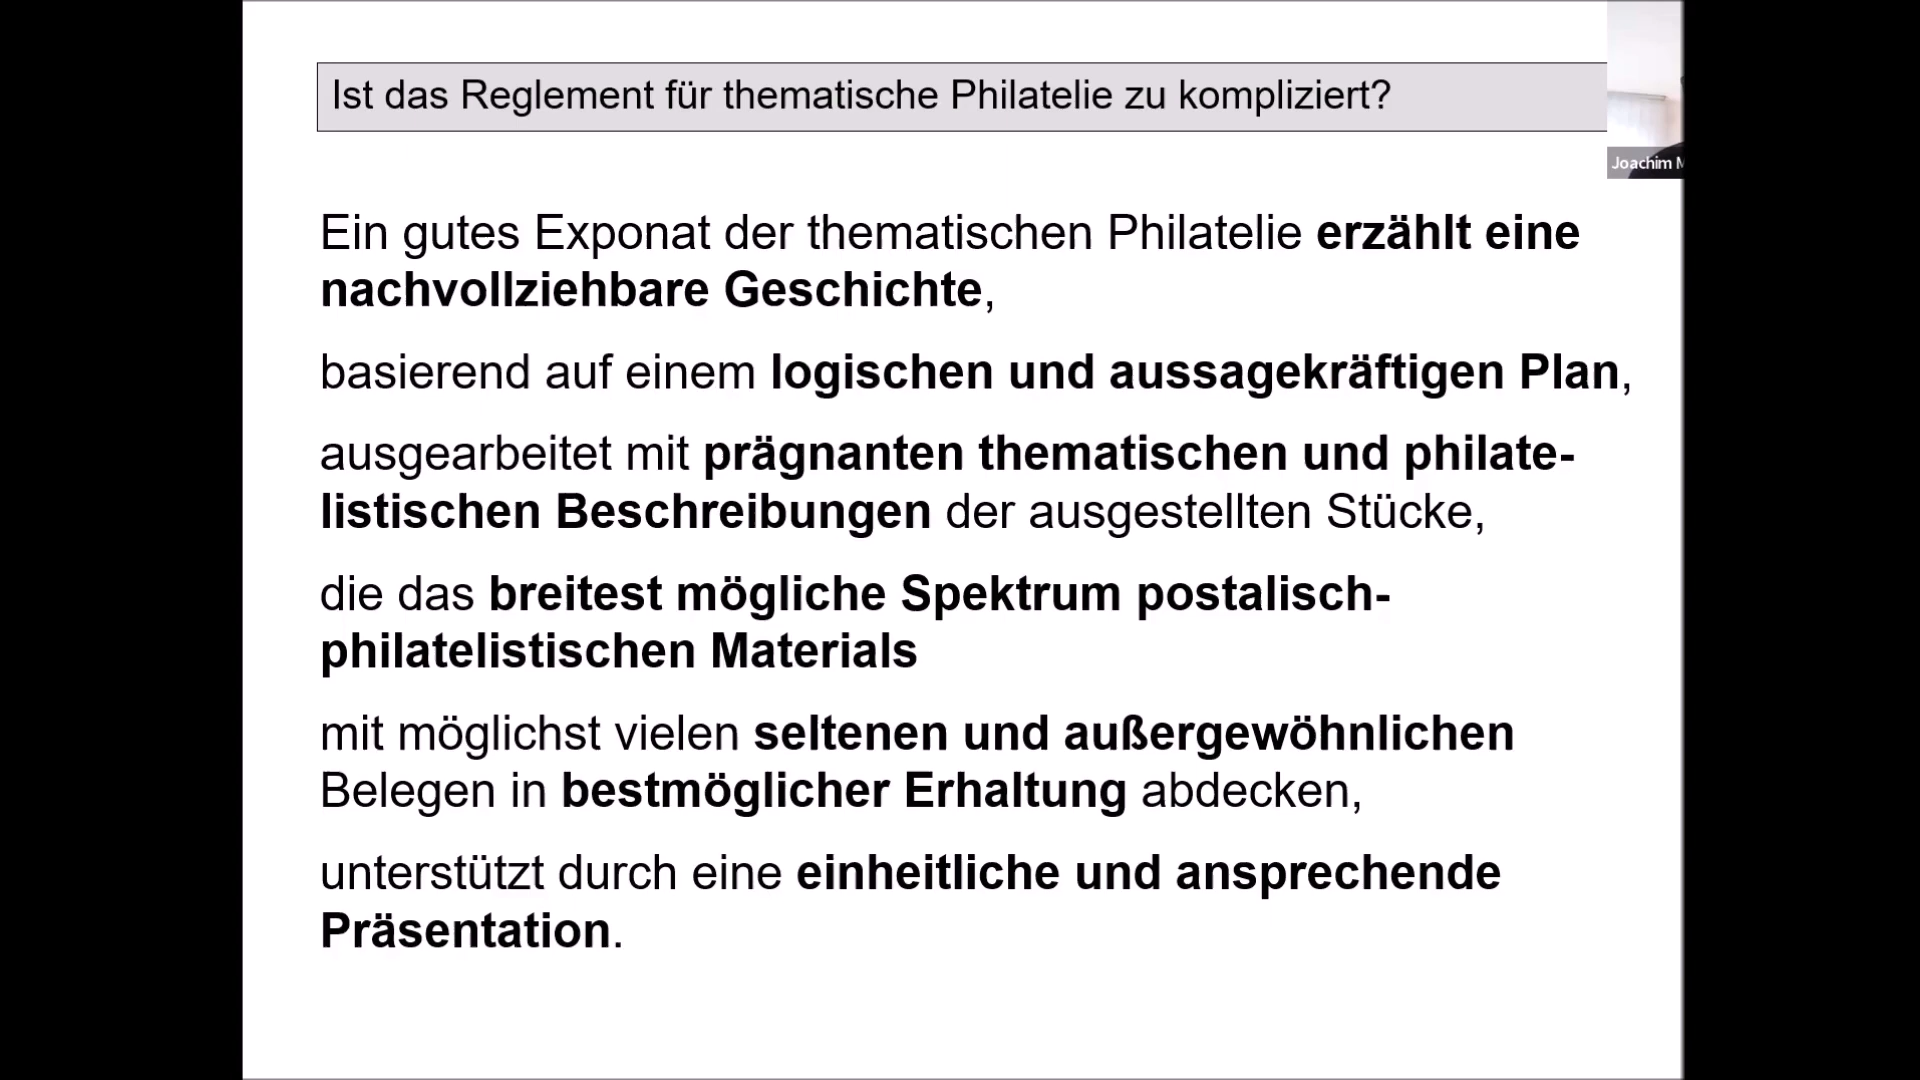 Ist das Reglement für thematische Philatelie zu kompliziert?
Joachim M
Ein gutes Exponat der thematischen Philatelie erzählt eine
nachvollziehbare Geschichte,
basierend auf einem logischen und aussagekräftigen Plan,
ausgearbeitet mit prägnanten thematischen und philate-
listischen Beschreibungen der ausgestellten Stücke,
die das breitest mögliche Spektrum postalisch-
philatelistischen Materials
mit möglichst vielen seltenen und außergewöhnlichen
Belegen in bestmöglicher Erhaltung abdecken,
unterstützt durch eine einheitliche und ansprechende
Präsentation.